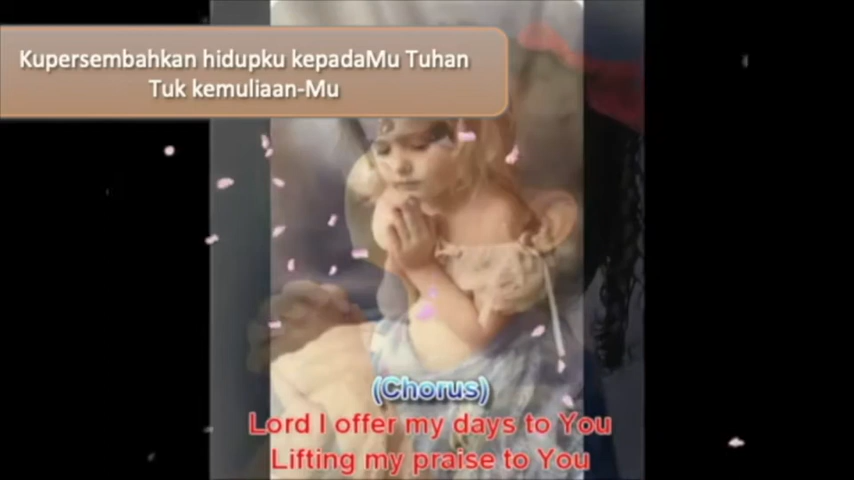 Kupersembahkan hidupku kepadaMu Tuhan
Tuk kemuliaan-Mu
(Chorus)
Lord I offer my days to You
Lifting my praise to You